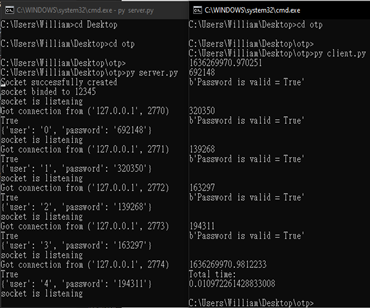 C:\WINDOWS\system32\cmd.exe - py server.py
C:\Users\William>cd Desktop
C:\Users\William\Desktop>cd otp
C:\Users\William\Desktop\otp>
C:\Users\William\Desktop\otp>py server.py
Socket successfully created
socket binded to 12345
socket is listening
Got connection from ('127.0.0.1', 2770)
True
{'user': '0', 'password': '692148'}
socket is listening
Got connection from ('127.0.0.1', 2771)
True
{'user': '1', 'password': '320350'}
socket is listening
Got connection from ('127.0.0.1', 2772)
True
{'user': '2', 'password': '139268'}
socket is listening
Got connection from ('127.0.0.1', 2773)
True
{'user': '3', 'password': '163297'}
socket is listening
Got connection from ('127.0.0.1', 2774)
True
{'user': '4', 'password': '194311'}
socket is listening
C:\WINDOWS\system32\cmd.exe
C:\Users\William\Desktop>cd otp
C:\Users\William\Desktop\otp>
C:\Users\William\Desktop\otp>py client.py
1636269970.970251
692148
b'Password is valid = True'
320350
b'Password is valid = True'
139268
b'Password is valid = True'
163297
b'Password is valid = True'
194311
b'Password is valid = True'
1636269970.9812233
Total time:
0.010972261428833008
C:\Users\William\Desktop\otp>